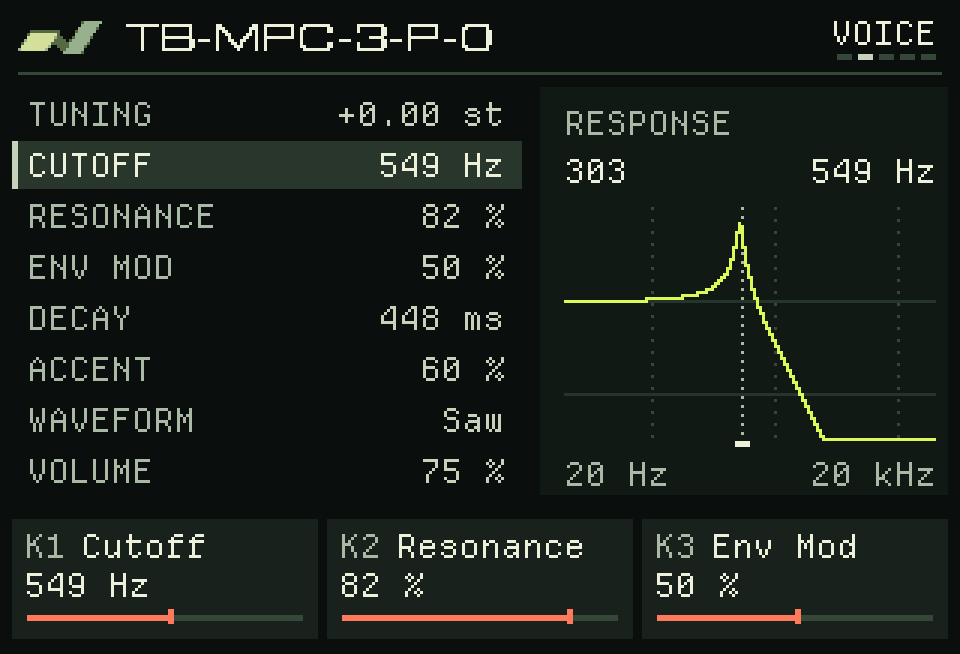 TB-MPC-3-P-O
VOICE
TUNING +0.00 st
CUTOFF 549 Hz
RESONANCE 82 %
ENV MOD 50 %
DECAY 448 ms
ACCENT 60 %
WAVEFORM Saw
VOLUME 75 %
RESPONSE
303 549 Hz
20 Hz 20 kHz
K1 Cutoff
549 Hz
K2 Resonance
82 %
K3 Env Mod
50 %